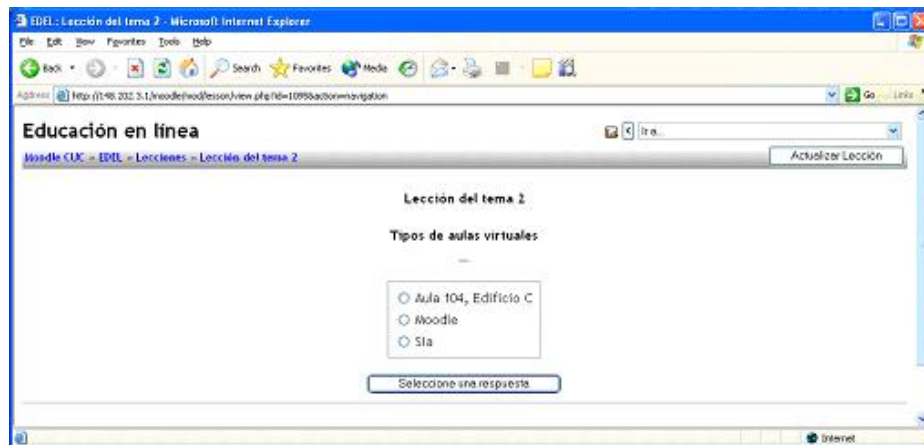 EDEL: Lección del tema 2 - Microsoft Internet Explorer
File Edit View Favorites Tools Help
Back Search Favorites Media
Address Go Links
Educación en línea
Ir a...
Moodle CUC » EDEL » Lecciones » Lección del tema 2
Actualizar Lección
Lección del tema 2
Tipos de aulas virtuales
Aula 104, Edificio C
Moodle
Sia
Seleccione una respuesta
Internet